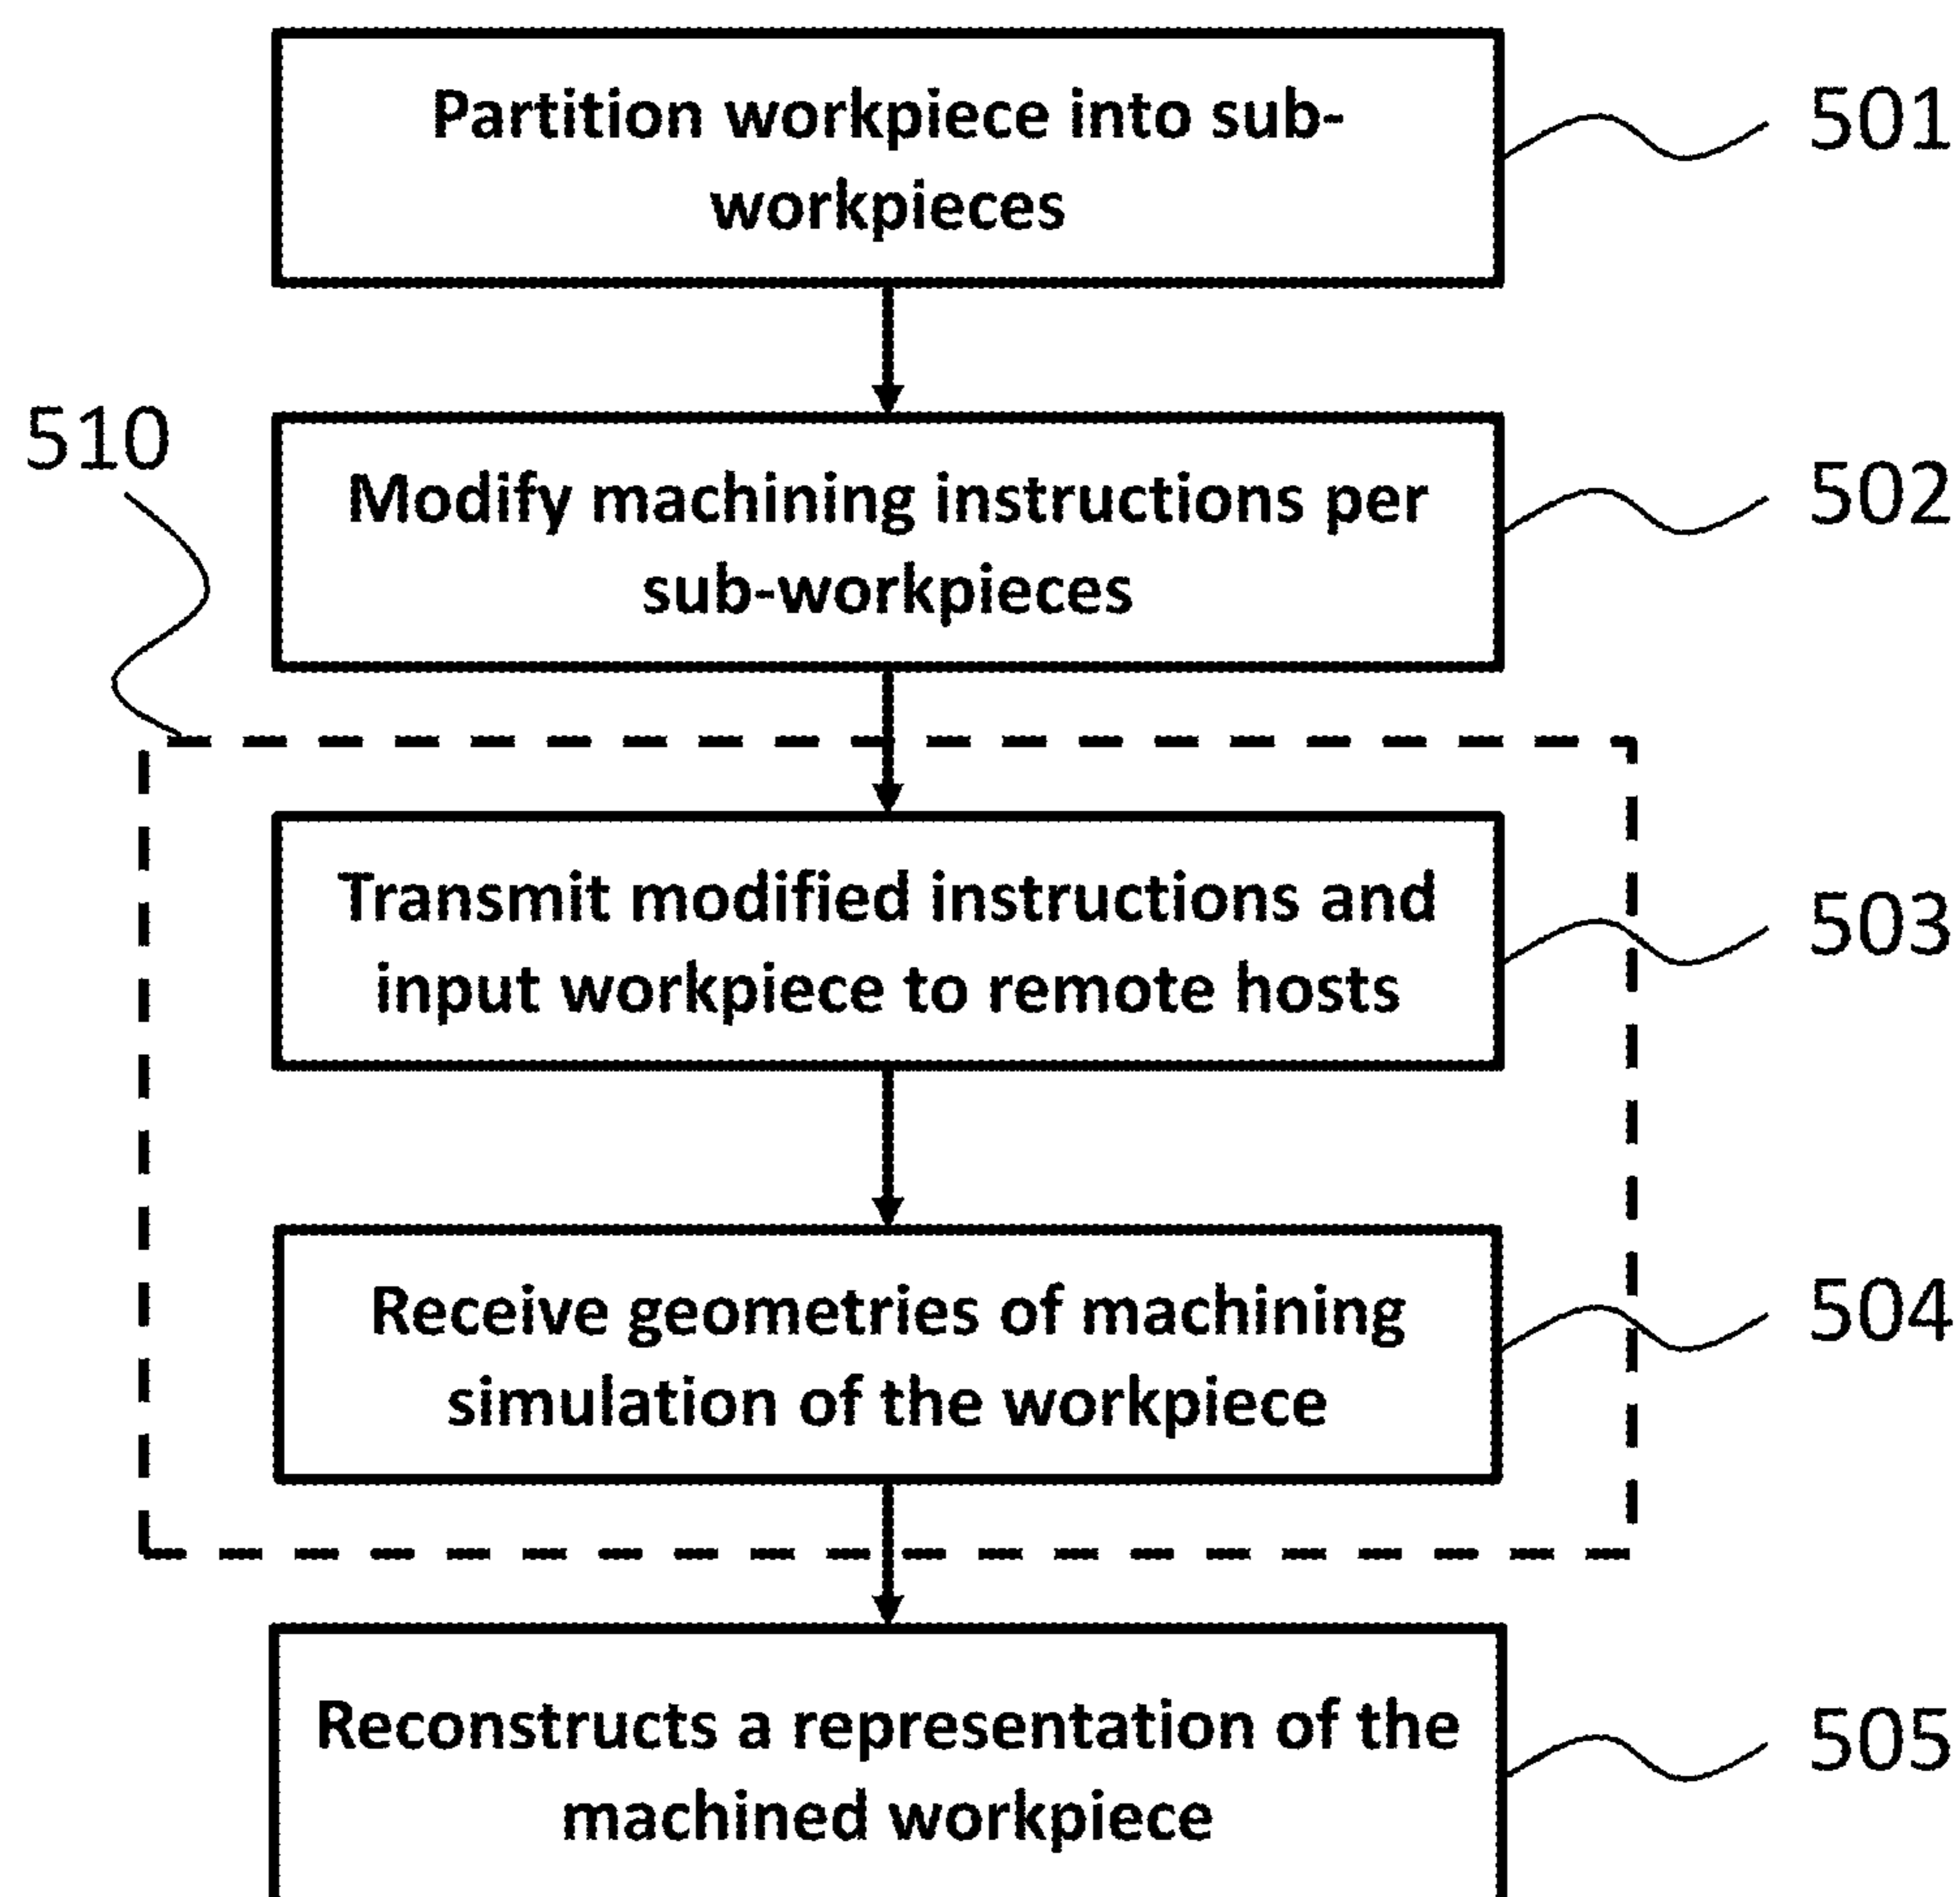 Partition workpiece into sub-
workpieces
501
510
Modify machining instructions per
sub-workpieces
502
Transmit modified instructions and
input workpiece to remote hosts
503
Receive geometries of machining
simulation of the workpiece
504
Reconstructs a representation of the
machined workpiece
505